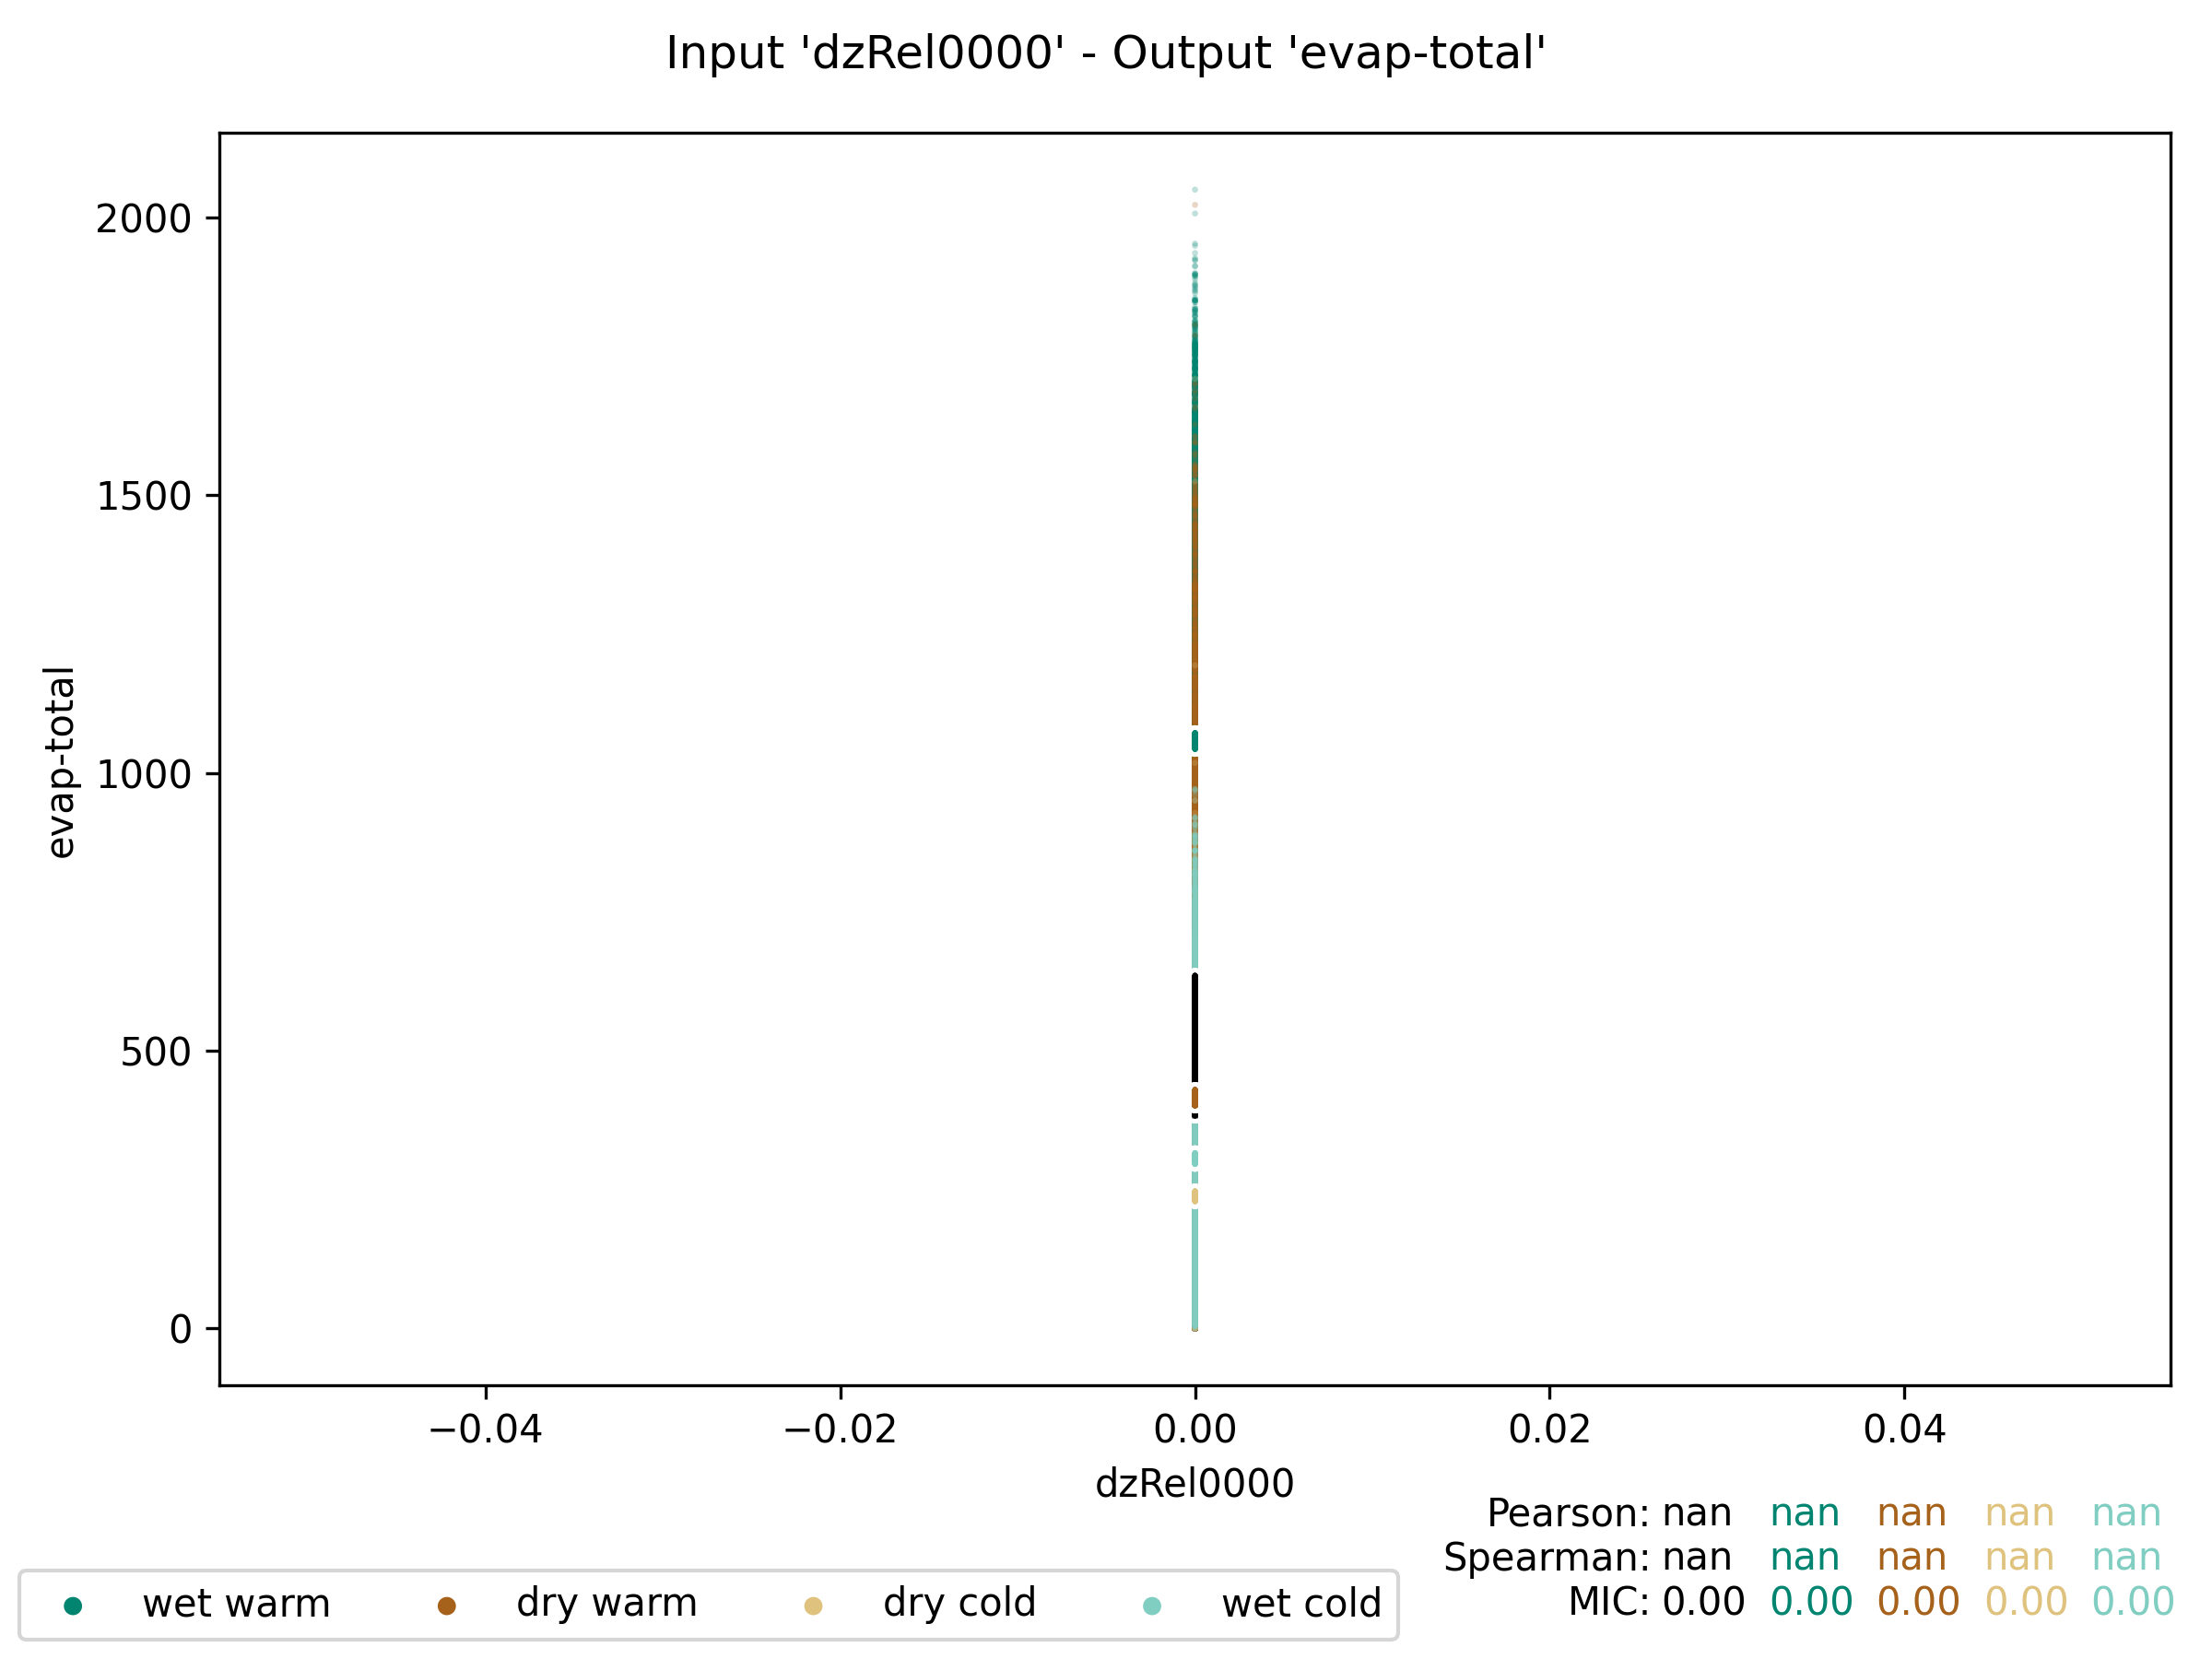 Input 'dzRel0000' - Output 'evap-total'
evap-total
2000
1500
1000
500
0
−0.04 −0.02 0.00 0.02 0.04
dzRel0000
Pearson: nan nan nan nan nan
Spearman: nan nan nan nan nan
MIC: 0.00 0.00 0.00 0.00 0.00
wet warm dry warm dry cold wet cold